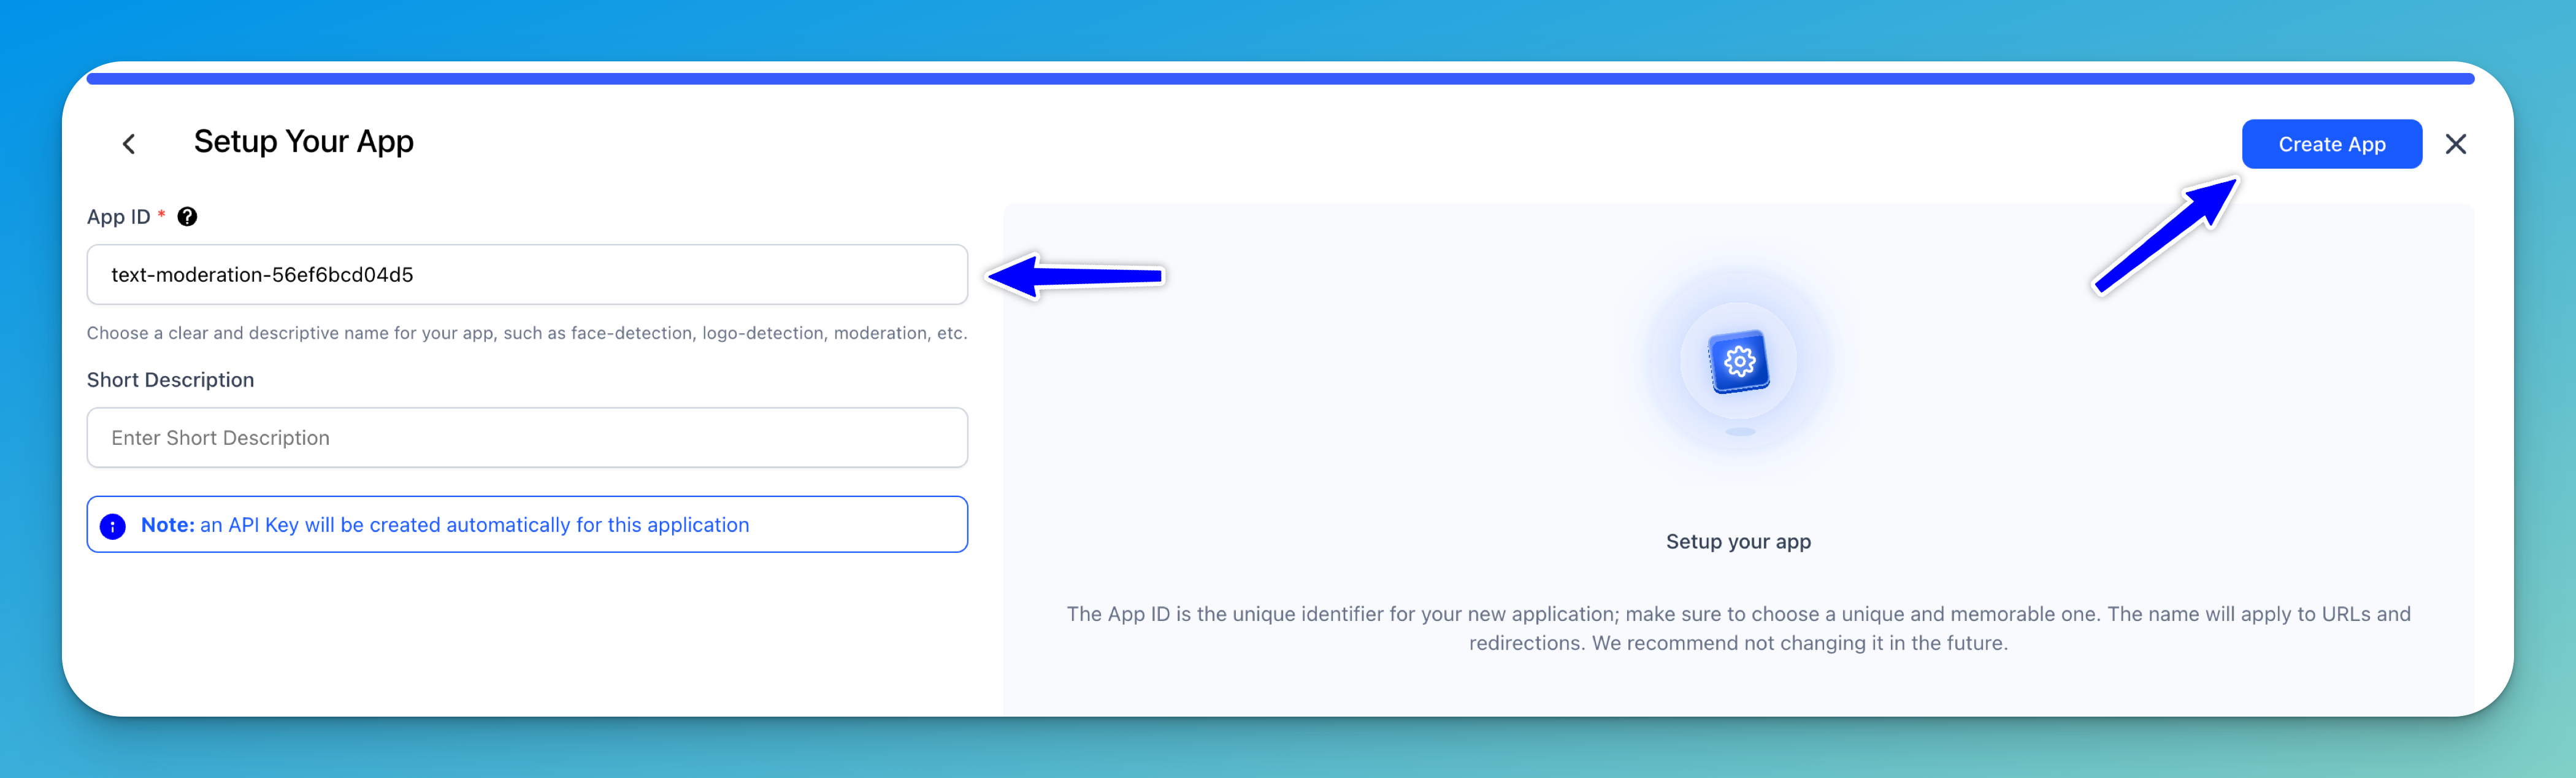 Setup Your App
Create App
App ID *
text-moderation-56ef6bcd04d5
Choose a clear and descriptive name for your app, such as face-detection, logo-detection, moderation, etc.
Short Description
Enter Short Description
Note: an API Key will be created automatically for this application
Setup your app
The App ID is the unique identifier for your new application; make sure to choose a unique and memorable one. The name will apply to URLs and
redirections. We recommend not changing it in the future.